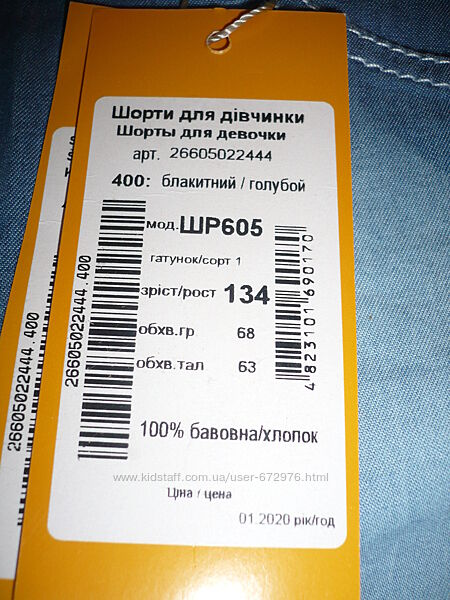 Шорти для дівчинки
Шорты для девочки
арт. 26605022444
400: блакитний / голубой
мод.ШР605
гатунок/сорт 1
зріст/рост 134
обхв.гр 68
обхв.тал 63
100% бавовна/хлопок
www.kidstaff.com.ua/user-672976.html
Ціна / цена
01.2020 рік/год
26605022444.400
4823101690170
26605022444.400